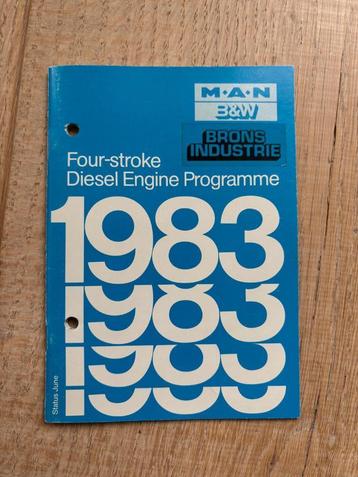 M·A·N
B&W
BRONS
INDUSTRIE
Four-stroke
Diesel Engine Programme
1983
1983
1983
Status June